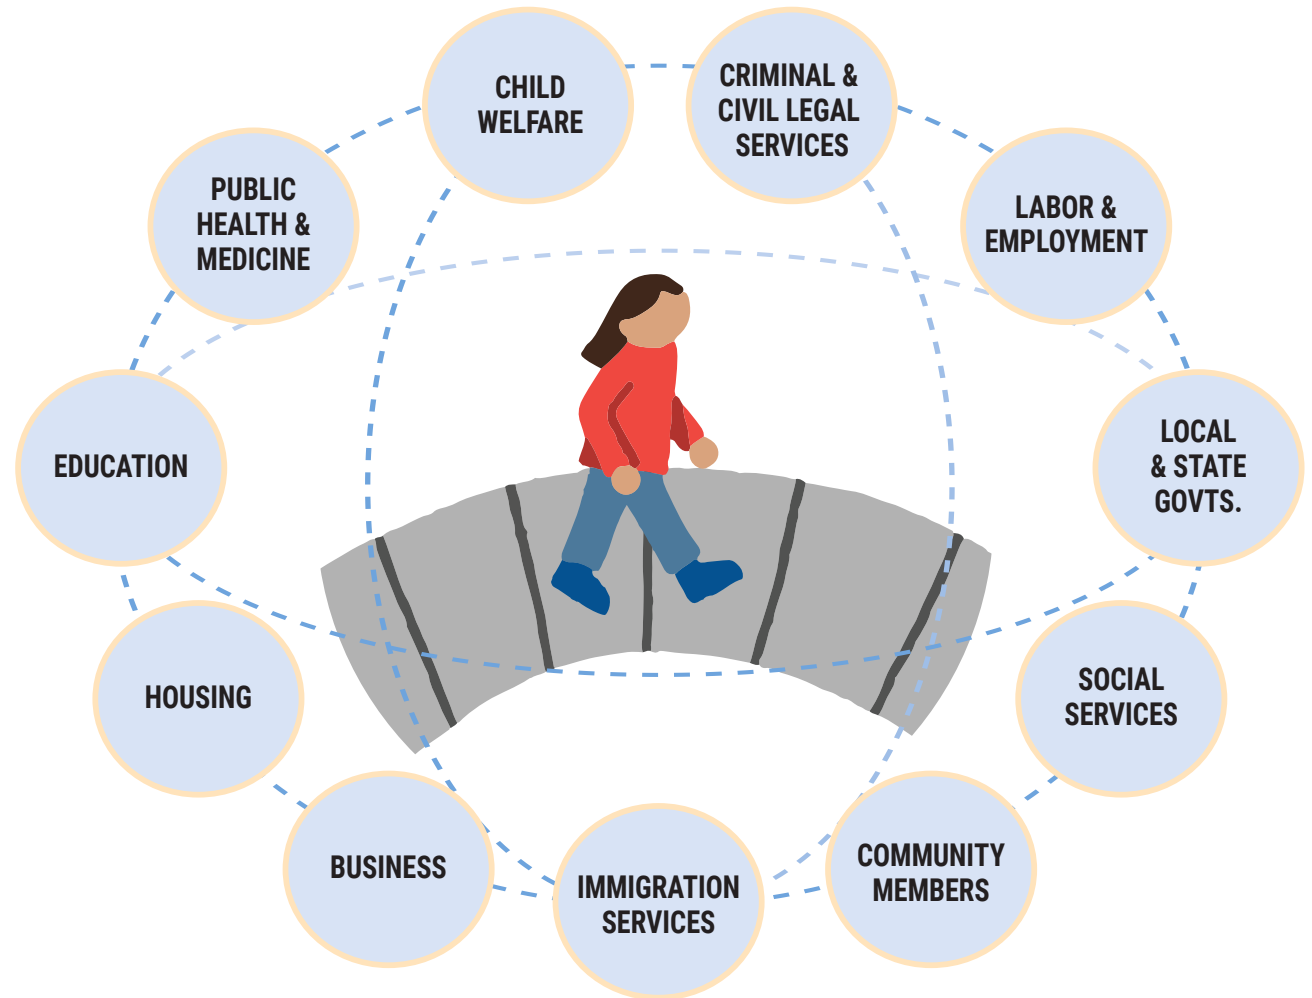 CHILD
WELFARE
CRIMINAL &
CIVIL LEGAL
SERVICES
PUBLIC
HEALTH &
MEDICINE
LABOR &
EMPLOYMENT
EDUCATION
LOCAL
& STATE
GOVTS.
HOUSING
SOCIAL
SERVICES
BUSINESS
IMMIGRATION
SERVICES
COMMUNITY
MEMBERS